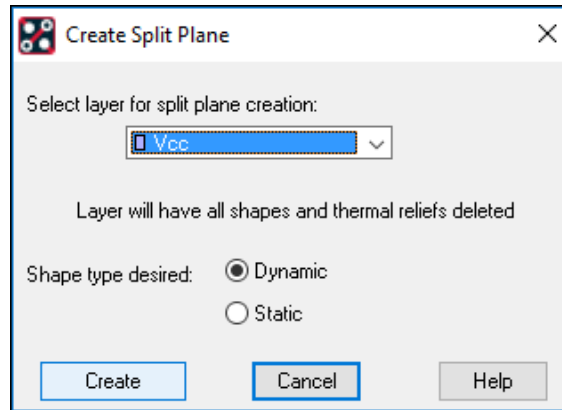 Create Split Plane
Select layer for split plane creation:
Vcc
Layer will have all shapes and thermal reliefs deleted
Shape type desired:
Dynamic
Static
Create
Cancel
Help